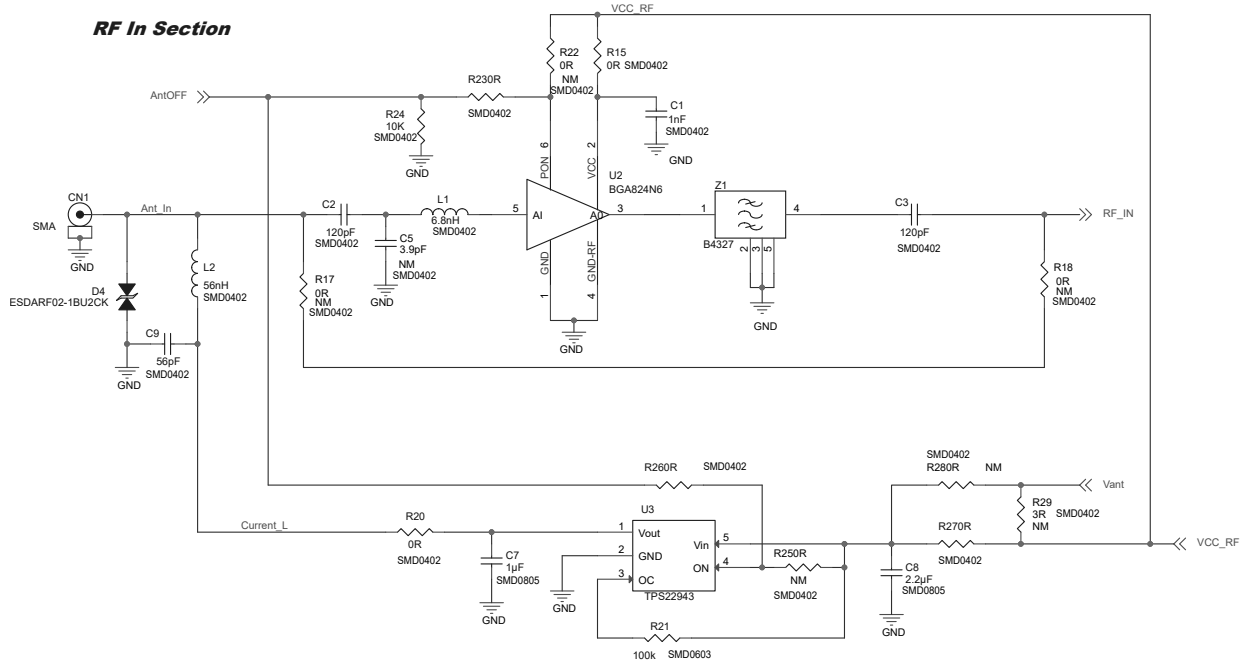 RF In Section
VCC_RF
R22
0R
NM
SMD0402
R15
0R SMD0402
AntOFF
R230R
SMD0402
R24
10K
SMD0402
GND
C1
1nF
SMD0402
GND
PON 6
VCC 2
U2
BGA824N6
CN1
SMA
GND
Ant_In
C2
120pF
SMD0402
L1
6.8nH
SMD0402
5
AI
A0
3
Z1
1
4
B4327
2
3
5
GND
C3
120pF
SMD0402
RF_IN
C5
3.9pF
NM
SMD0402
GND
GND
GND-RF
1
4
GND
L2
56nH
SMD0402
D4
ESDARF02-1BU2CK
R17
0R
NM
SMD0402
R18
0R
NM
SMD0402
C9
56pF
SMD0402
GND
R260R
SMD0402
SMD0402
R280R
NM
Vant
R29
3R
SMD0402
NM
Current_L
R20
0R
SMD0402
U3
1
Vout
2
GND
3
OC
Vin
5
ON
4
TPS22943
R250R
NM
SMD0402
R270R
SMD0402
VCC_RF
C7
1µF
SMD0805
GND
GND
C8
2.2µF
SMD0805
GND
R21
100k
SMD0603